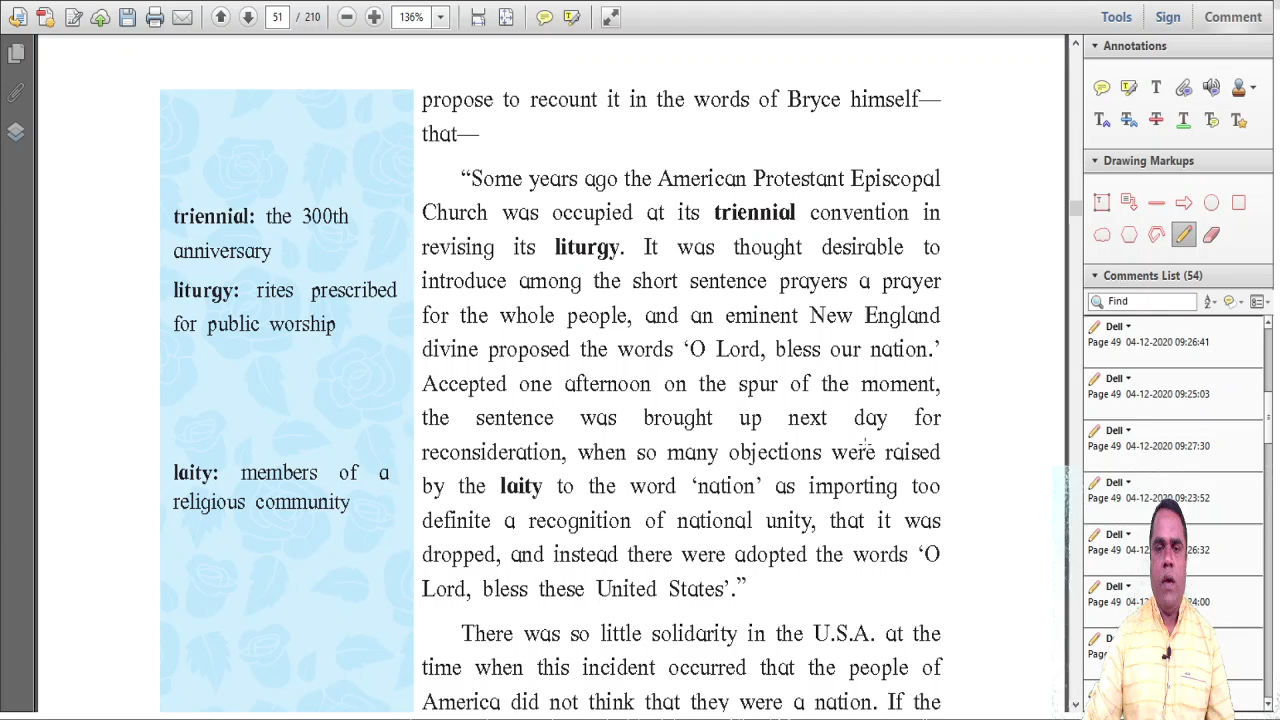 51 / 210
136%
Tools Sign Comment
propose to recount it in the words of Bryce himself—
that—
“Some years ago the American Protestant Episcopal
Church was occupied at its triennial convention in
revising its liturgy. It was thought desirable to
introduce among the short sentence prayers a prayer
for the whole people, and an eminent New England
divine proposed the words ‘O Lord, bless our nation.’
Accepted one afternoon on the spur of the moment,
the sentence was brought up next day for
reconsideration, when so many objections were raised
by the laity to the word ‘nation’ as importing too
definite a recognition of national unity, that it was
dropped, and instead there were adopted the words ‘O
Lord, bless these United States’.”
There was so little solidarity in the U.S.A. at the
time when this incident occurred that the people of
America did not think that they were a nation. If the
triennial: the 300th
anniversary
liturgy: rites prescribed
for public worship
laity: members of a
religious community
Annotations
Drawing Markups
Comments List (54)
Find
Dell
Page 49 04-12-2020 09:26:41
Dell
Page 49 04-12-2020 09:25:03
Dell
Page 49 04-12-2020 09:27:30
Dell
Page 49 04-12-2020 09:23:52
Dell
Page 49 04-12-2020
Dell
Page 49 04-12-2020